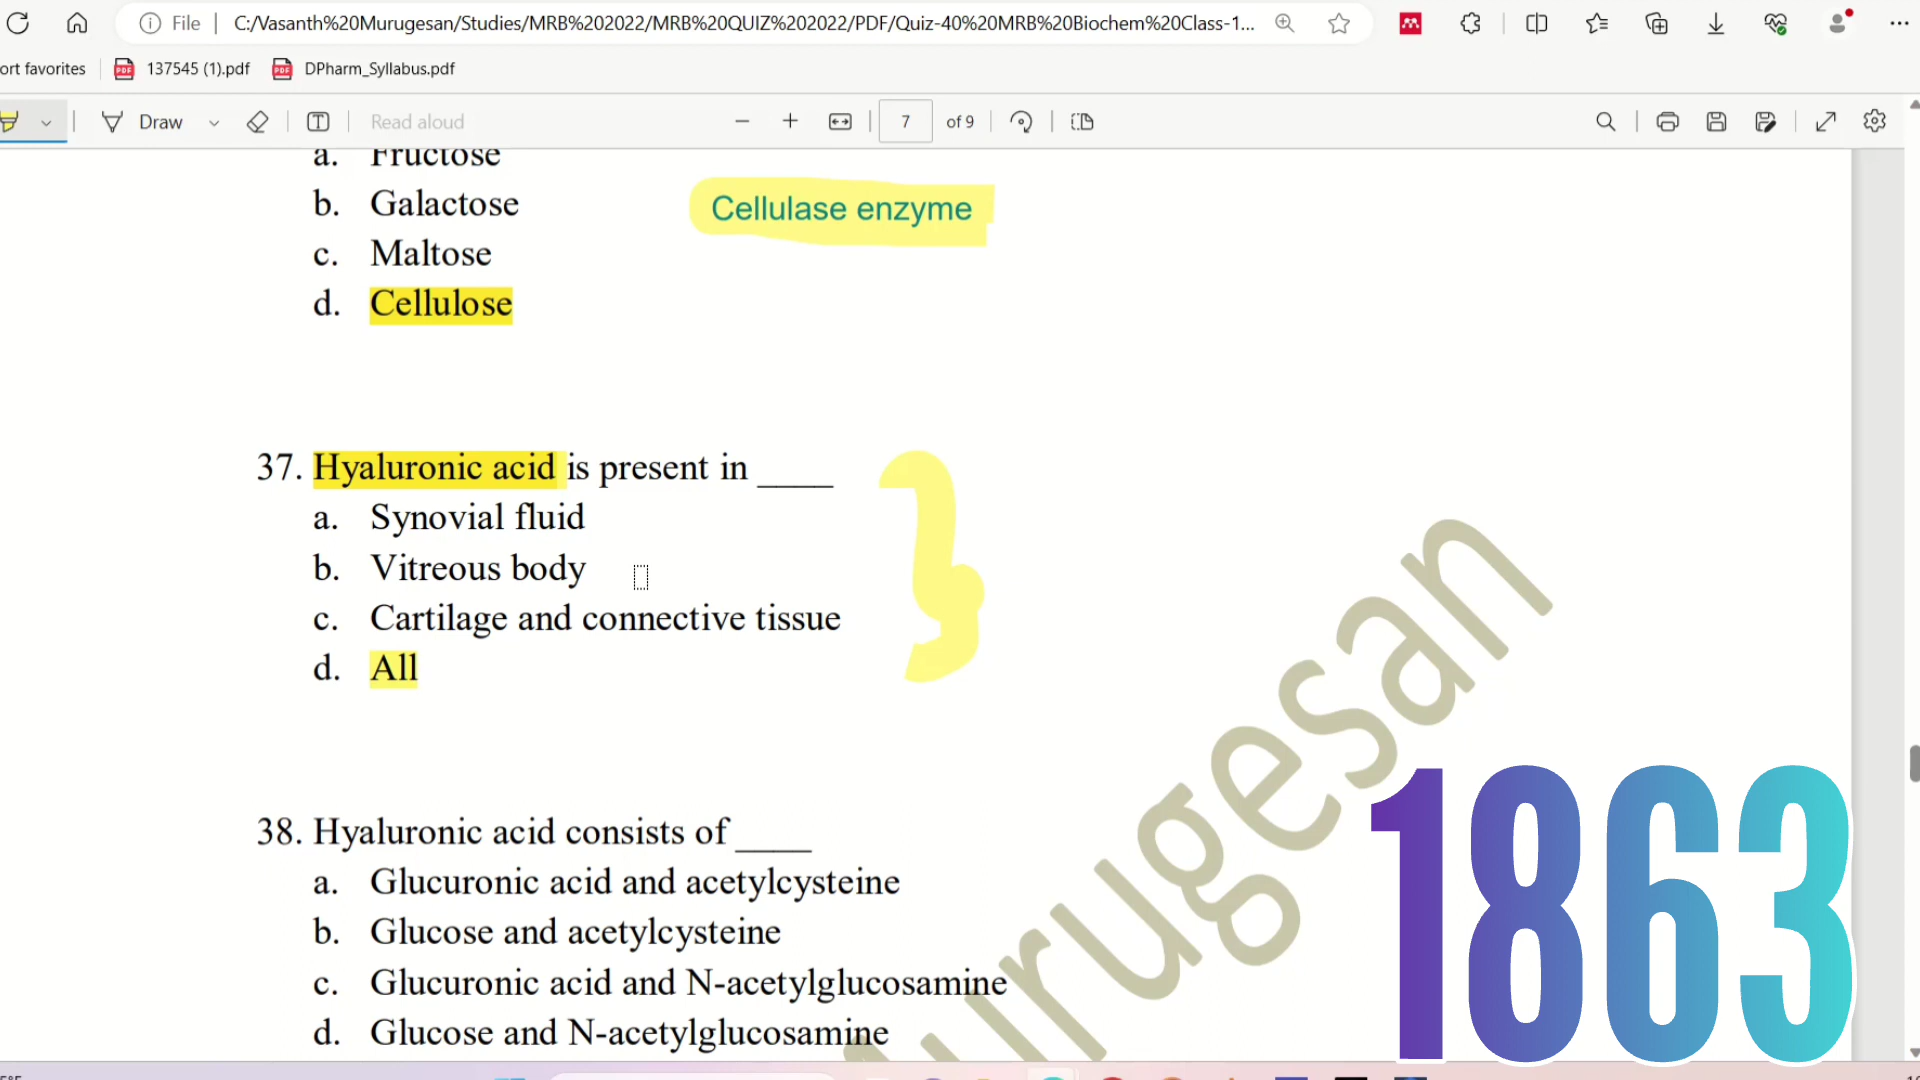 File
C:/Vasanth%20Murugesan/Studies/MRB%202022/MRB%20QUIZ%202022/PDF/Quiz-40%20MRB%20Biochem%20Class-1...
ort favorites
137545 (1).pdf
DPharm_Syllabus.pdf
Draw
Read aloud
7
of 9
a. Fructose
b. Galactose
Cellulase enzyme
c. Maltose
d. Cellulose
37. Hyaluronic acid is present in ____
a. Synovial fluid
b. Vitreous body
c. Cartilage and connective tissue
d. All
38. Hyaluronic acid consists of ____
a. Glucuronic acid and acetylcysteine
b. Glucose and acetylcysteine
c. Glucuronic acid and N-acetylglucosamine
d. Glucose and N-acetylglucosamine
Murugesan
1863